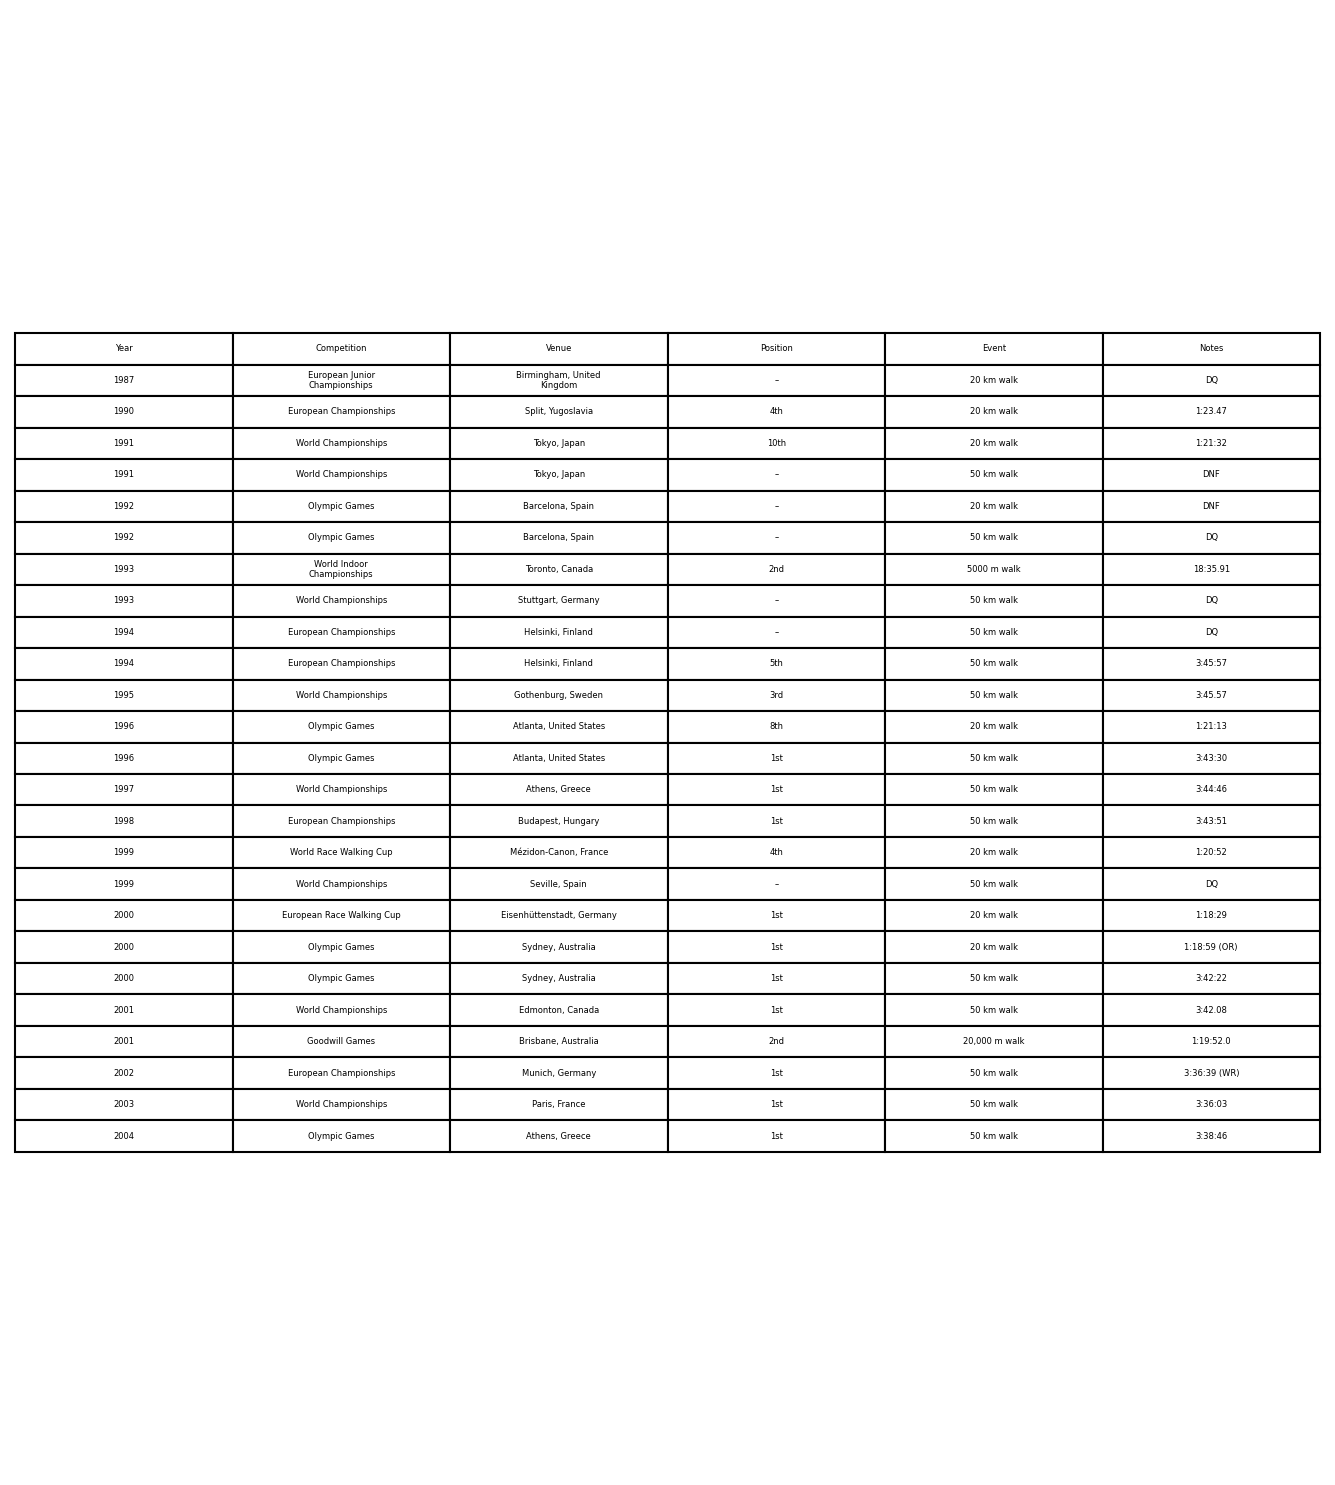 Year Competition Venue Position Event Notes
1987 European Junior Championships Birmingham, United Kingdom – 20 km walk DQ
1990 European Championships Split, Yugoslavia 4th 20 km walk 1:23.47
1991 World Championships Tokyo, Japan 10th 20 km walk 1:21:32
1991 World Championships Tokyo, Japan – 50 km walk DNF
1992 Olympic Games Barcelona, Spain – 20 km walk DNF
1992 Olympic Games Barcelona, Spain – 50 km walk DQ
1993 World Indoor Championships Toronto, Canada 2nd 5000 m walk 18:35.91
1993 World Championships Stuttgart, Germany – 50 km walk DQ
1994 European Championships Helsinki, Finland – 50 km walk DQ
1994 European Championships Helsinki, Finland 5th 50 km walk 3:45:57
1995 World Championships Gothenburg, Sweden 3rd 50 km walk 3:45.57
1996 Olympic Games Atlanta, United States 8th 20 km walk 1:21:13
1996 Olympic Games Atlanta, United States 1st 50 km walk 3:43:30
1997 World Championships Athens, Greece 1st 50 km walk 3:44:46
1998 European Championships Budapest, Hungary 1st 50 km walk 3:43:51
1999 World Race Walking Cup Mézidon-Canon, France 4th 20 km walk 1:20:52
1999 World Championships Seville, Spain – 50 km walk DQ
2000 European Race Walking Cup Eisenhüttenstadt, Germany 1st 20 km walk 1:18:29
2000 Olympic Games Sydney, Australia 1st 20 km walk 1:18:59 (OR)
2000 Olympic Games Sydney, Australia 1st 50 km walk 3:42:22
2001 World Championships Edmonton, Canada 1st 50 km walk 3:42.08
2001 Goodwill Games Brisbane, Australia 2nd 20,000 m walk 1:19:52.0
2002 European Championships Munich, Germany 1st 50 km walk 3:36:39 (WR)
2003 World Championships Paris, France 1st 50 km walk 3:36:03
2004 Olympic Games Athens, Greece 1st 50 km walk 3:38:46